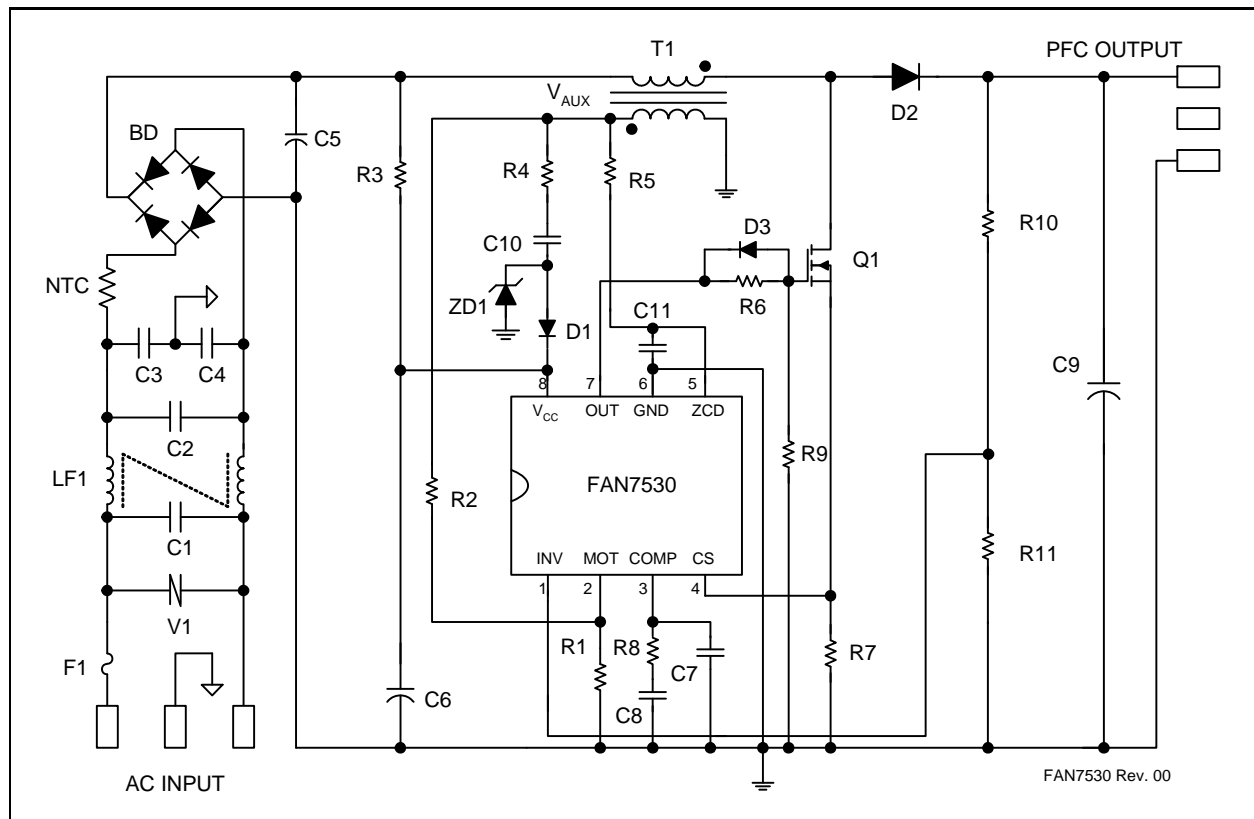 T1
PFC OUTPUT
V_AUX
D2
BD
C5
R3
R4
R5
R10
D3
C10
Q1
NTC
ZD1
R6
C11
D1
C3
C4
C9
8
7
6
5
V_CC
OUT
GND
ZCD
C2
R9
LF1
R2
FAN7530
C1
R11
INV
MOT
COMP
CS
1
2
3
4
V1
R1
R8
R7
F1
C7
C6
C8
AC INPUT
FAN7530 Rev. 00